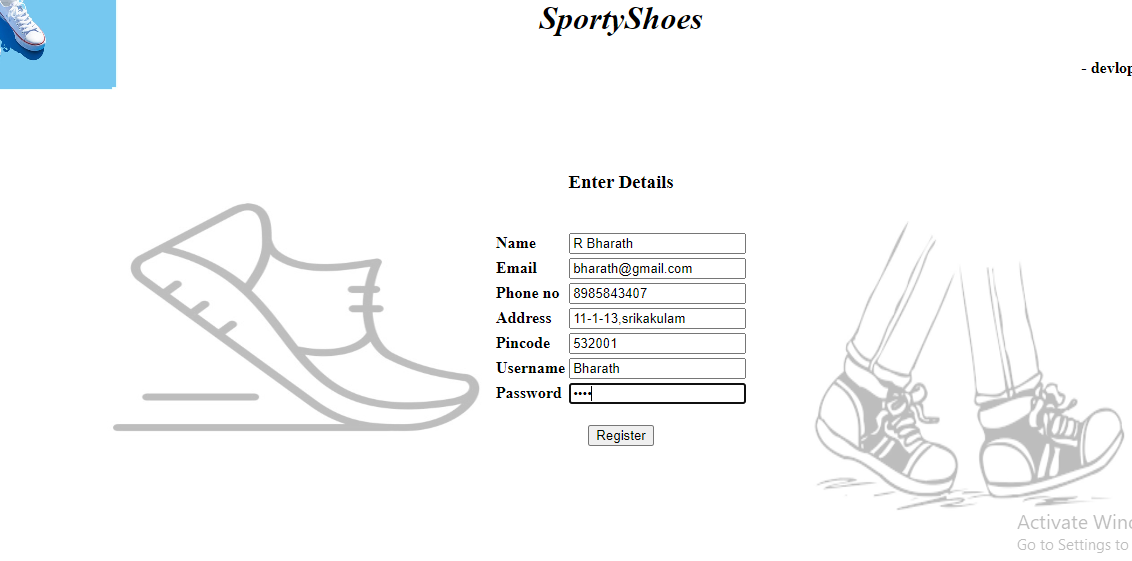 SportyShoes
- devlop
Enter Details
Name R Bharath
Email bharath@gmail.com
Phone no 8985843407
Address 11-1-13,srikakulam
Pincode 532001
Username Bharath
Password ••••
Register
Activate Wind
Go to Settings to